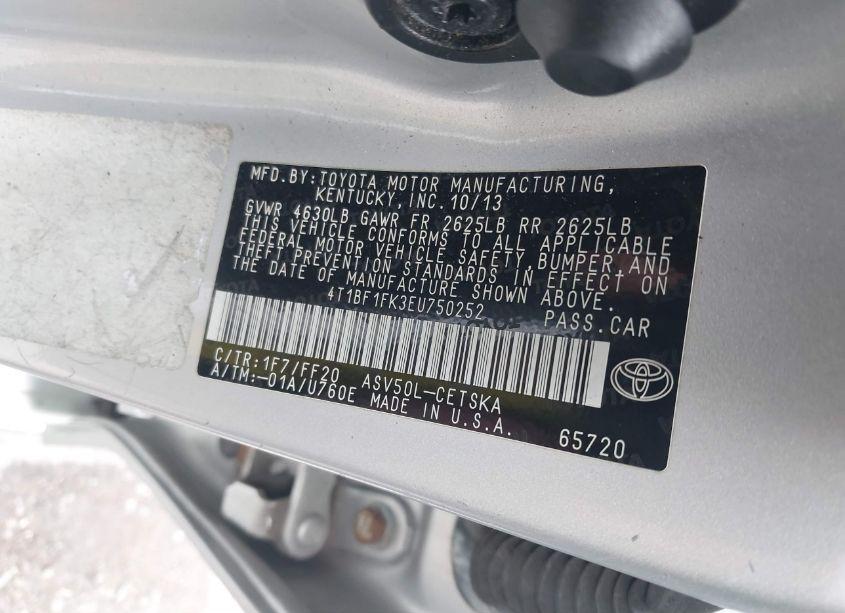 MFD.BY:TOYOTA MOTOR MANUFACTURING,
KENTUCKY,INC.10/13
GVWR 4630LB GAWR FR 2625LB RR 2625LB
THIS VEHICLE CONFORMS TO ALL APPLICABLE
FEDERAL MOTOR VEHICLE SAFETY,BUMPER,AND
THEFT PREVENTION STANDARDS IN EFFECT ON
THE DATE OF MANUFACTURE SHOWN ABOVE.
4T1BF1FK3EU750252
PASS.CAR
C/TR:1F7/FF20 ASV50L-CETSKA
A/TM:-01A/U760E MADE IN U.S.A.
65720